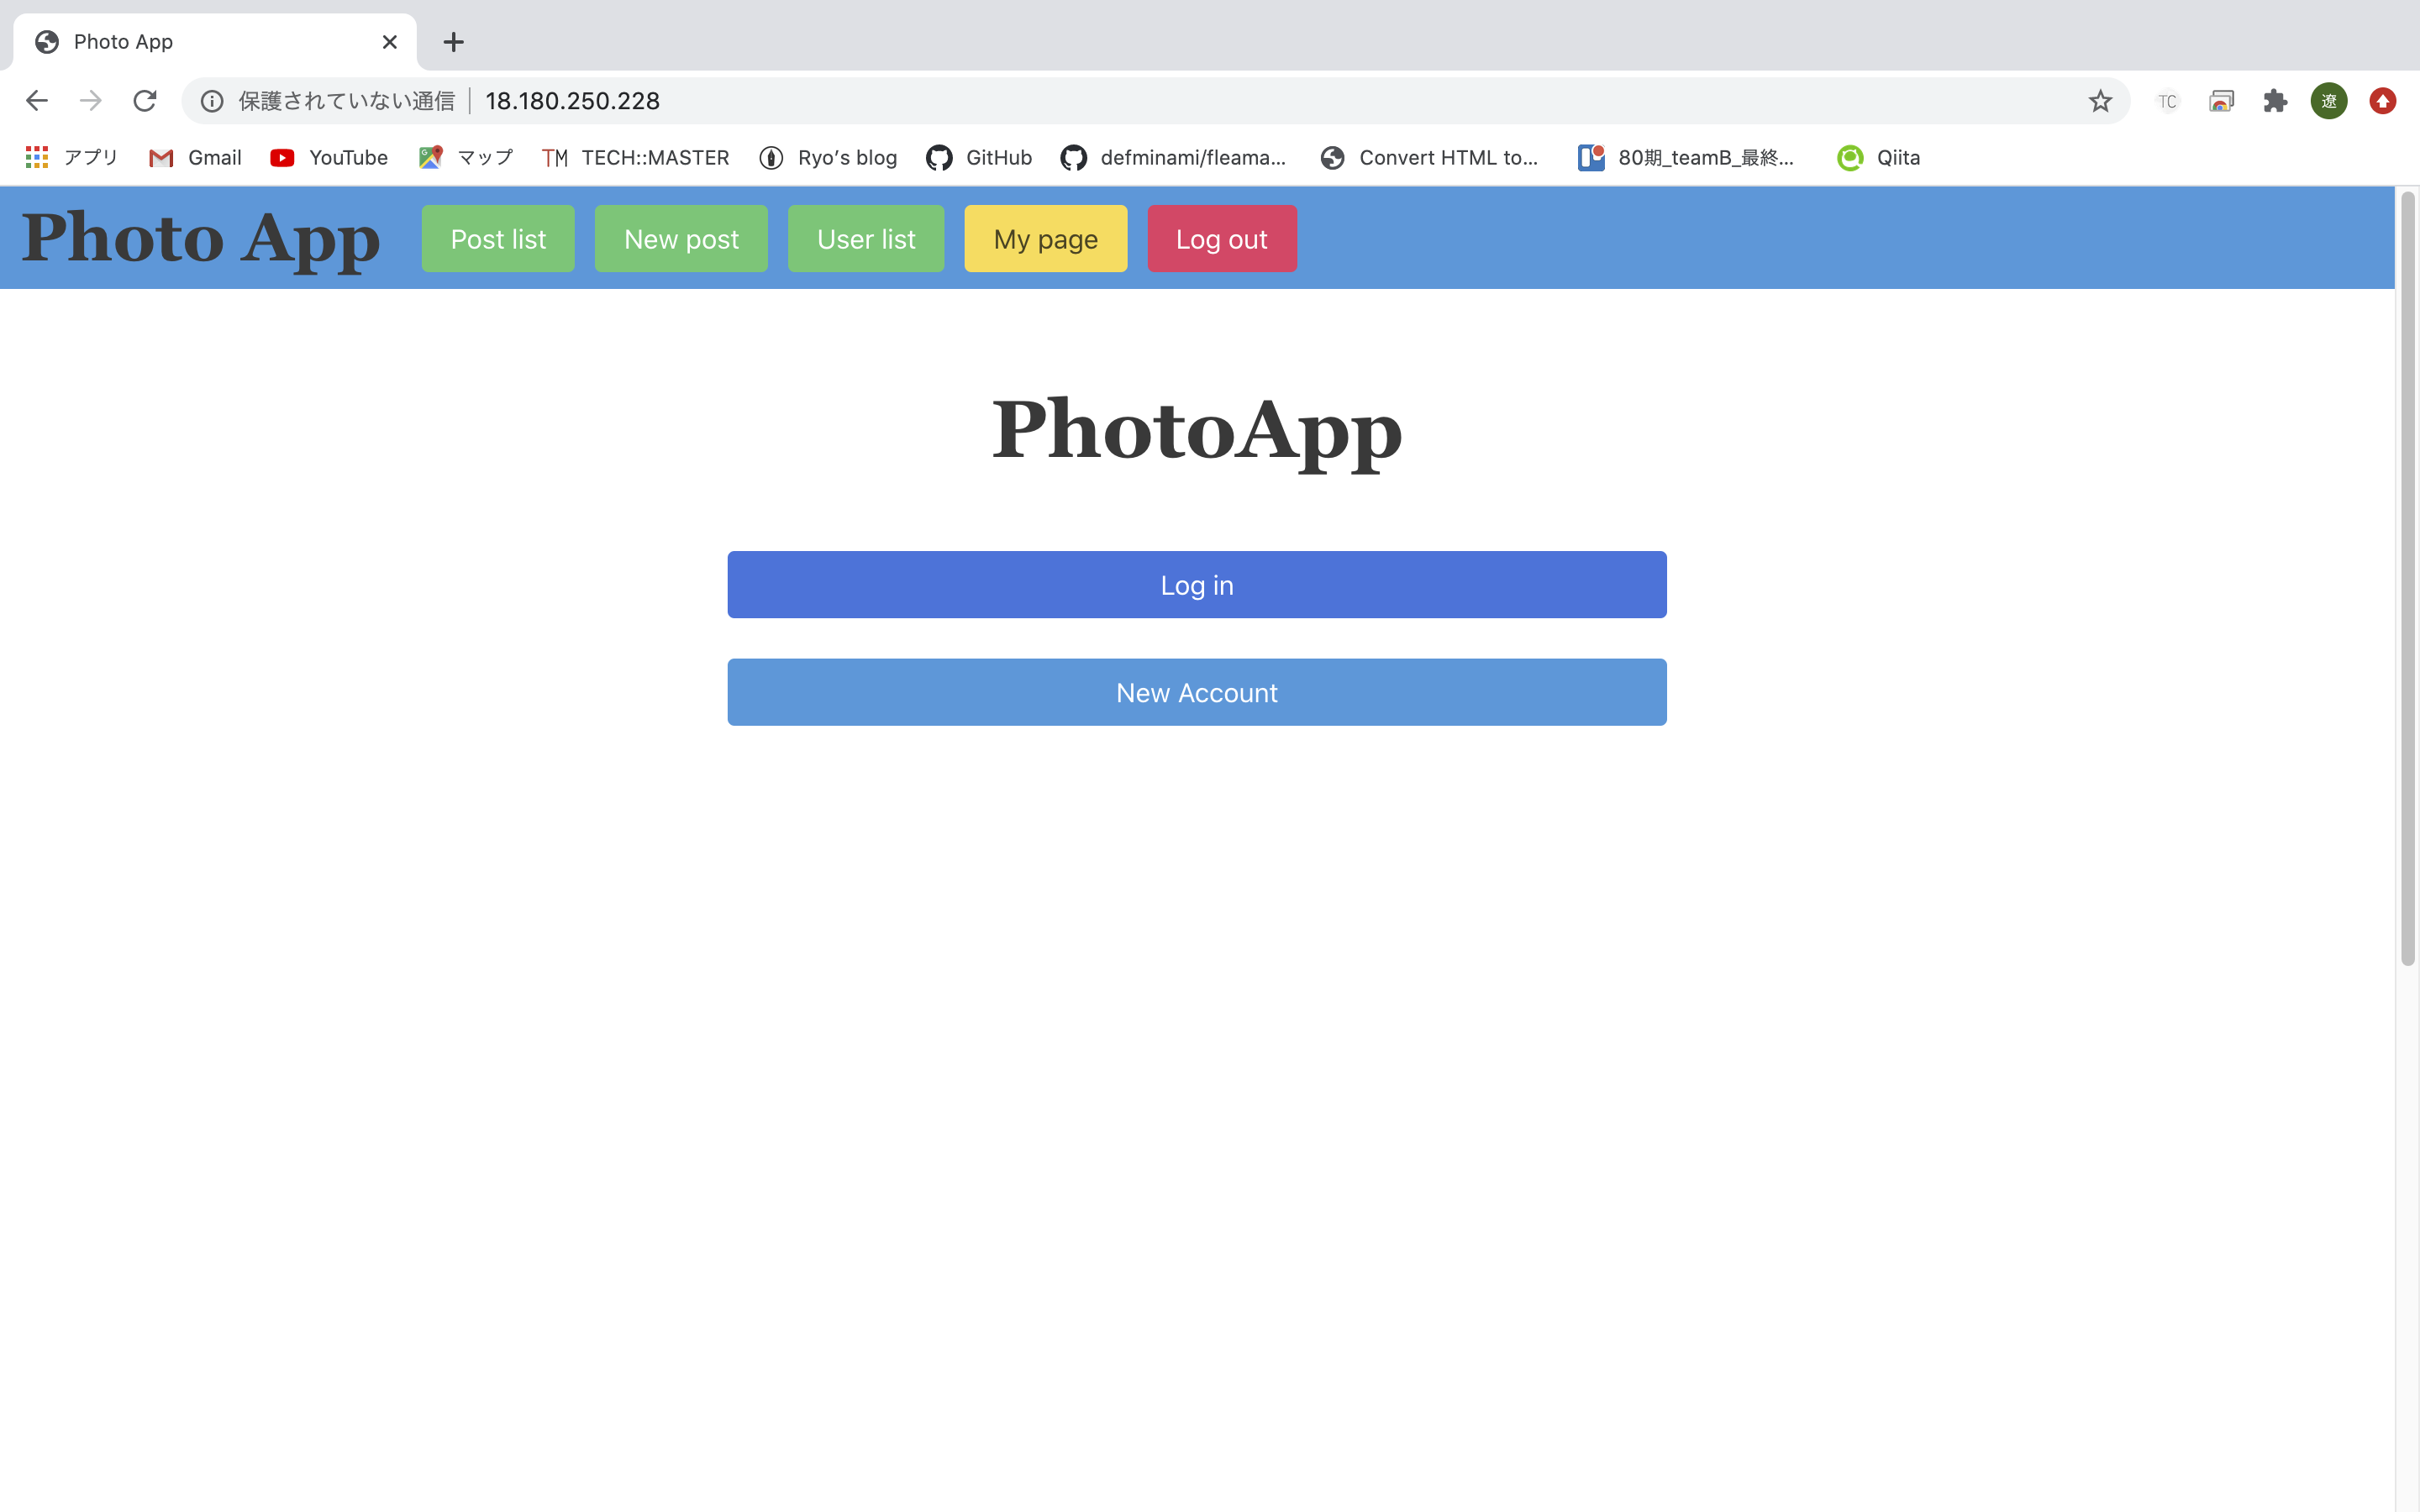 Photo App
保護されていない通信 18.180.250.228
TC 遼
アプリ Gmail YouTube マップ TM TECH::MASTER Ryo's blog GitHub defminami/fleama... Convert HTML to... 80期_teamB_最終... Qiita
Photo App Post list New post User list My page Log out
PhotoApp
Log in
New Account